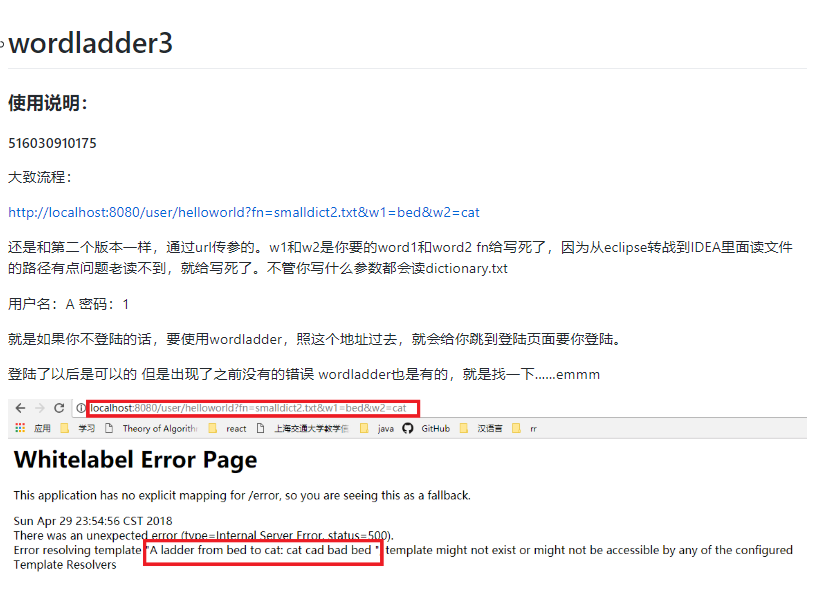 wordladder3
使用说明：
516030910175
大致流程：
http://localhost:8080/user/helloworld?fn=smalldict2.txt&w1=bed&w2=cat
还是和第二个版本一样，通过url传参的。w1和w2是你要的word1和word2 fn给写死了，因为从eclipse转战到IDEA里面读文件
的路径有点问题老读不到，就给写死了。不管你写什么参数都会读dictionary.txt
用户名：A 密码：1
就是如果你不登陆的话，要使用wordladder，照这个地址过去，就会给你跳到登陆页面要你登陆。
登陆了以后是可以的 但是出现了之前没有的错误 wordladder也是有的，就是找一下......emmm
localhost:8080/user/helloworld?fn=smalldict2.txt&w1=bed&w2=cat
应用 学习 Theory of Algorith react 上海交通大学教学信 java GitHub 汉语言 rr
Whitelabel Error Page
This application has no explicit mapping for /error, so you are seeing this as a fallback.
Sun Apr 29 23:54:56 CST 2018
There was an unexpected error (type=Internal Server Error, status=500).
Error resolving template "A ladder from bed to cat: cat cad bad bed ", template might not exist or might not be accessible by any of the configured
Template Resolvers